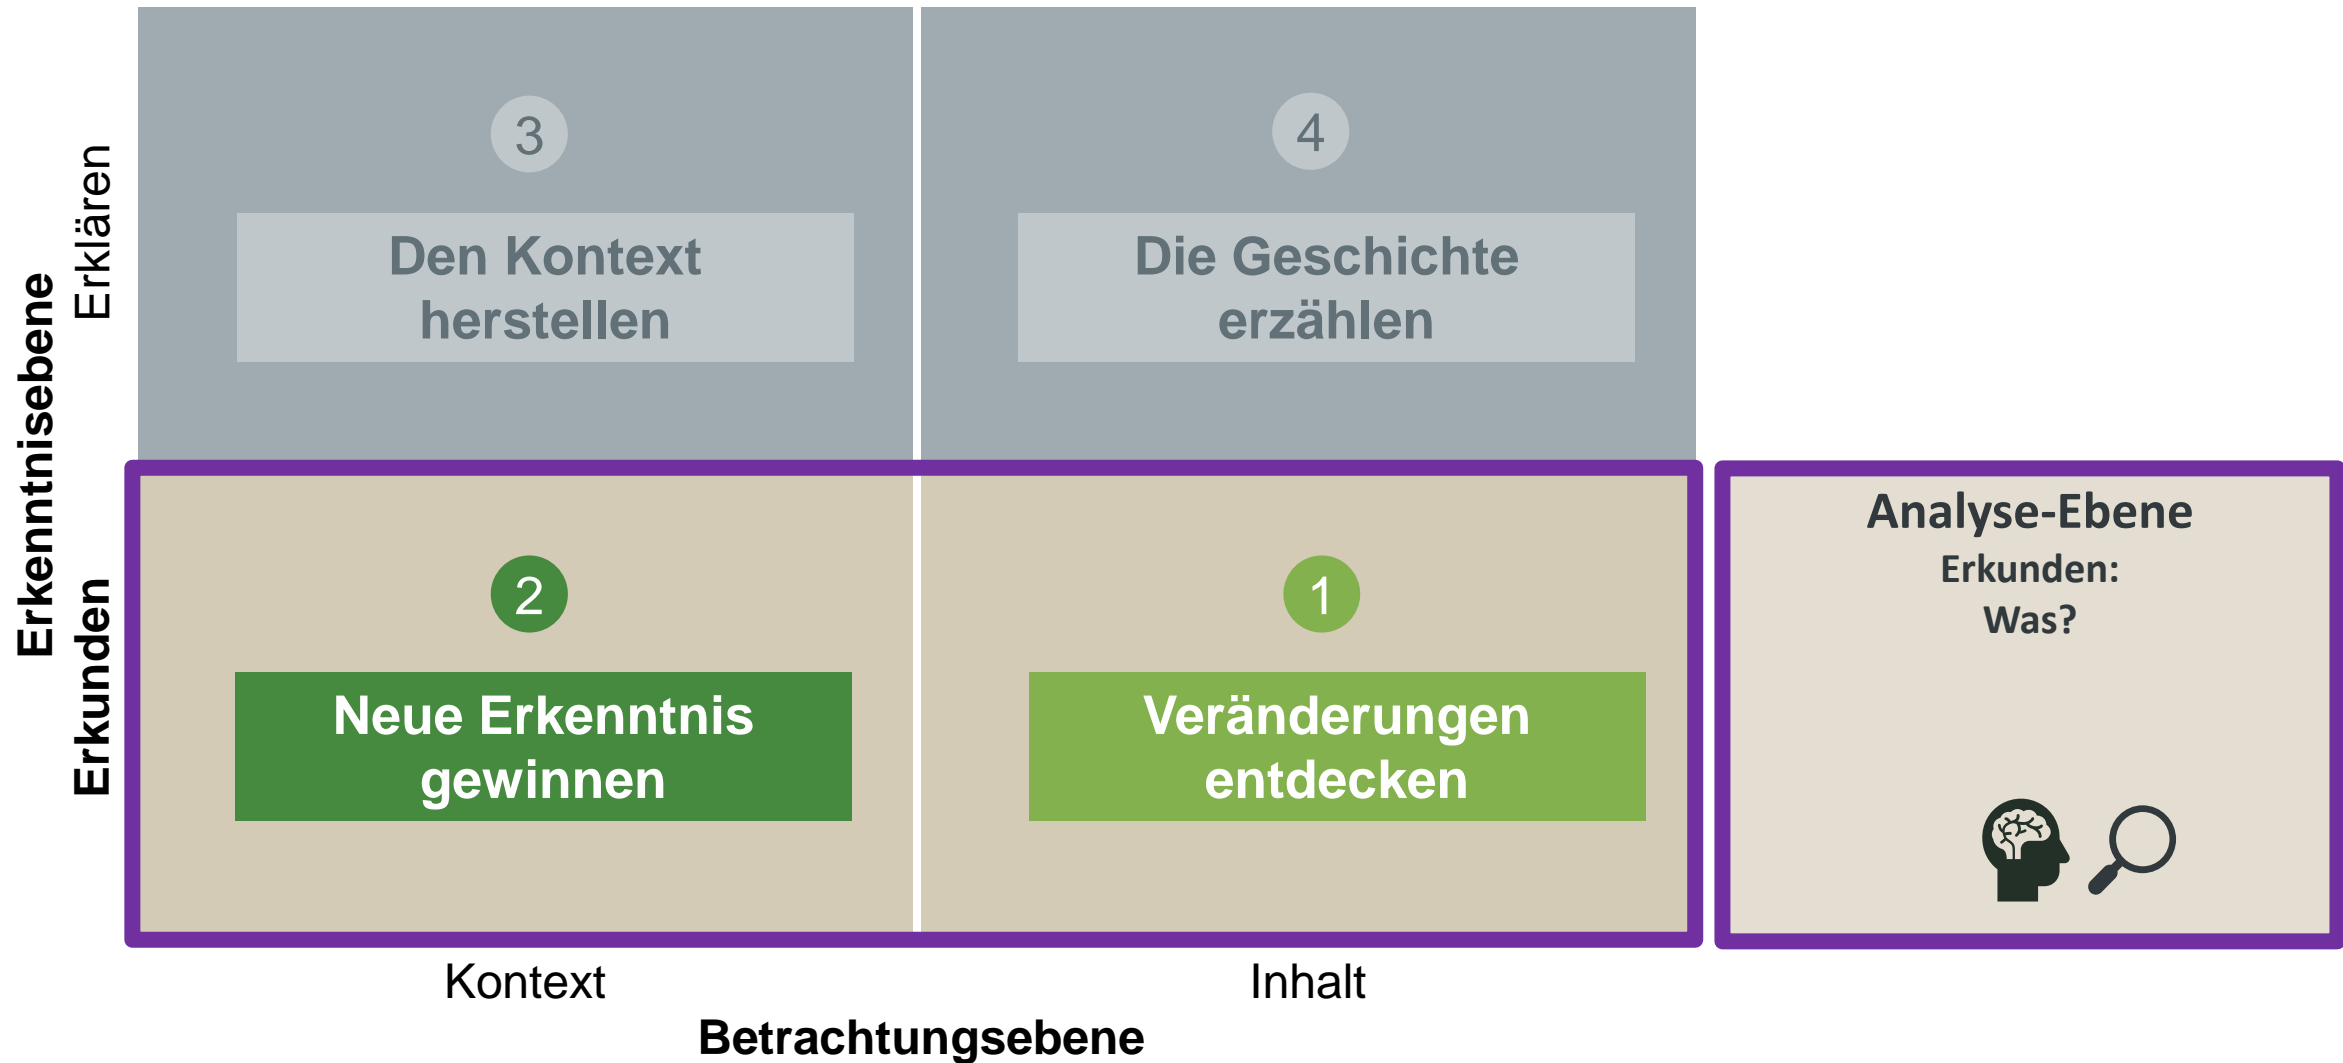 Erkenntnisebene
Erklären
3
Den Kontext
herstellen
4
Die Geschichte
erzählen
Erkunden
2
Neue Erkenntnis
gewinnen
1
Veränderungen
entdecken
Analyse-Ebene
Erkunden:
Was?
Kontext
Inhalt
Betrachtungsebene